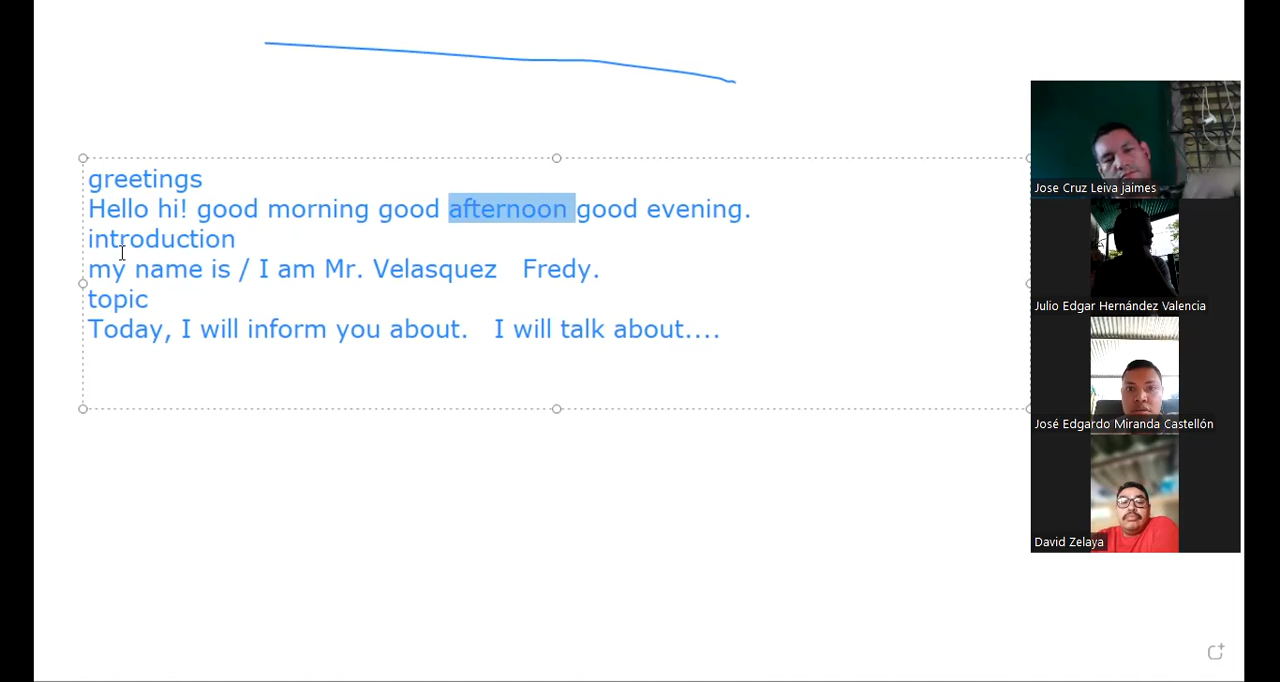 greetings
Hello hi! good morning good afternoon good evening.
introduction
my name is / I am Mr. Velasquez   Fredy.
topic
Today, I will inform you about.   I will talk about....
Jose Cruz Leiva jaimes
Julio Edgar Hernández Valencia
José Edgardo Miranda Castellón
David Zelaya